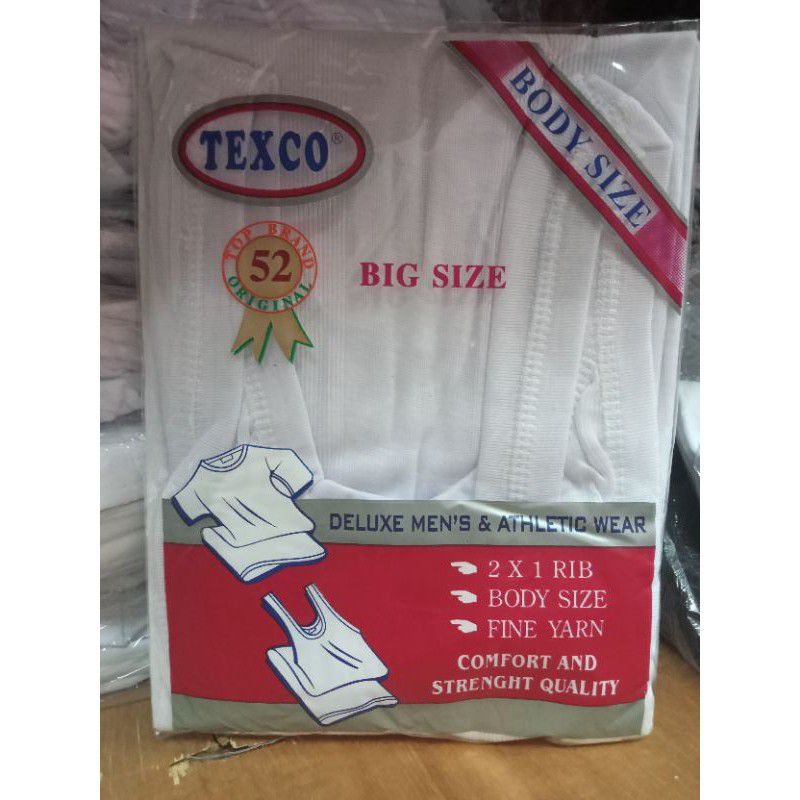 TEXCO®
BODY SIZE
TOP BRAND
52
ORIGINAL
BIG SIZE
DELUXE MEN'S & ATHLETIC WEAR
2 X 1 RIB
BODY SIZE
FINE YARN
COMFORT AND
STRENGHT QUALITY